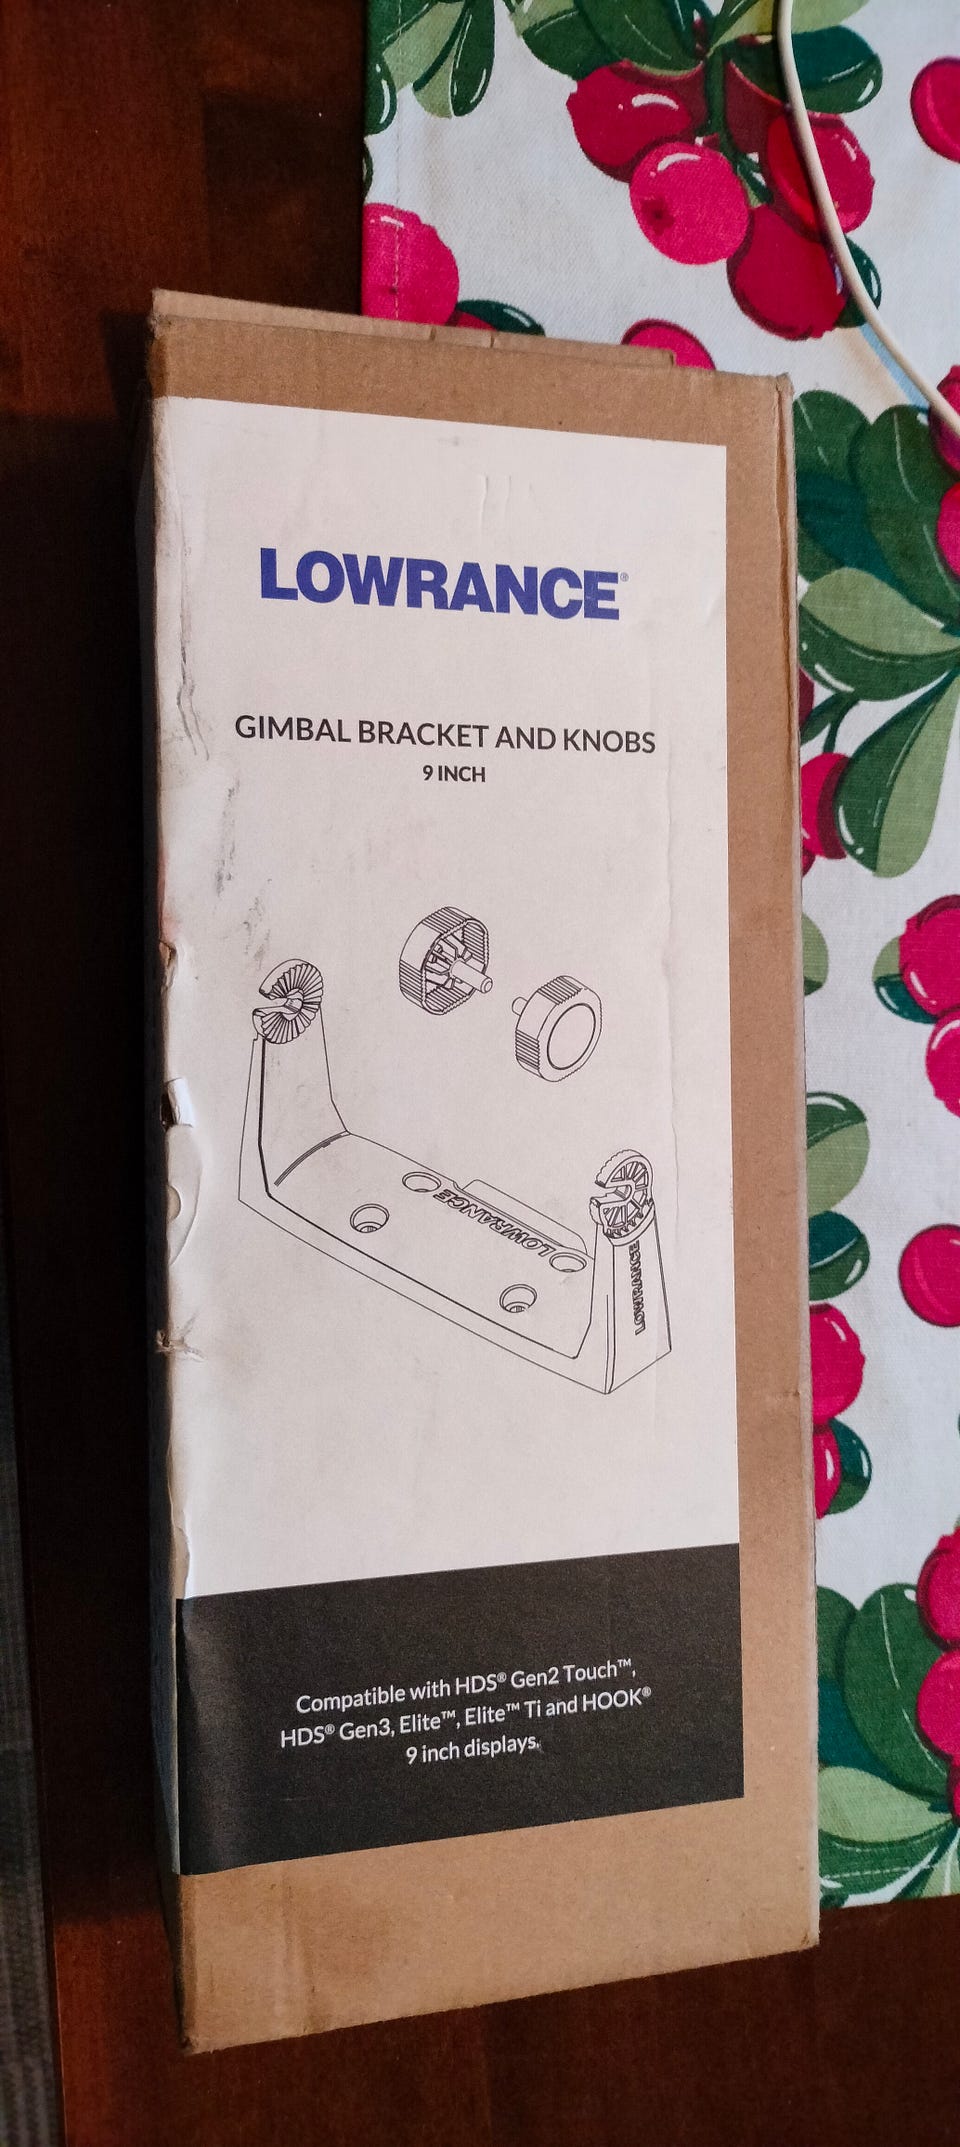 LOWRANCE®
GIMBAL BRACKET AND KNOBS
9 INCH
LOWRANCE
LOWRANCE
Compatible with HDS® Gen2 Touch™,
HDS® Gen3, Elite™, Elite™ Ti and HOOK®
9 inch displays.